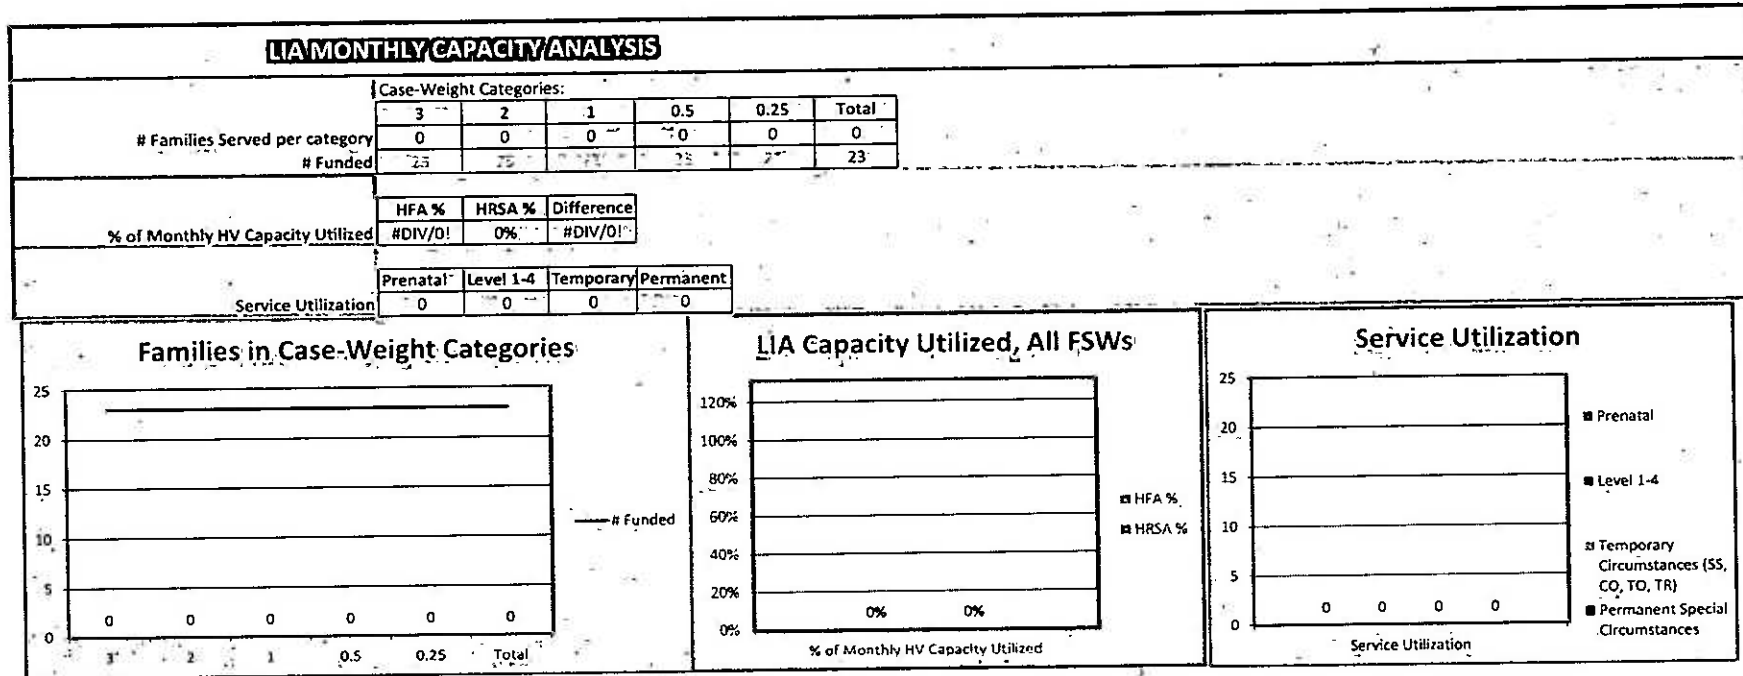 LIA MONTHLY CAPACITY ANALYSIS
Case-Weight Categories:
3 2 1 0.5 0.25 Total
# Families Served per category 0 0 0 0 0 0
# Funded 23 23
HFA % HRSA % Difference
% of Monthly HV Capacity Utilized #DIV/0! 0% #DIV/0!
Prenatal Level 1-4 Temporary Permanent
Service Utilization 0 0 0 0
Families in Case-Weight Categories
25
20
15
10
5
0
0 0 0 0 0 0
3 2 1 0.5 0.25 Total
# Funded
LIA Capacity Utilized, All FSWs
120%
100%
80%
60%
40%
20%
0%
0% 0%
% of Monthly HV Capacity Utilized
HFA %
HRSA %
Service Utilization
25
20
15
10
5
0
0 0 0 0
Service Utilization
Prenatal
Level 1-4
Temporary
Circumstances (SS,
CO, TO, TR)
Permanent Special
Circumstances